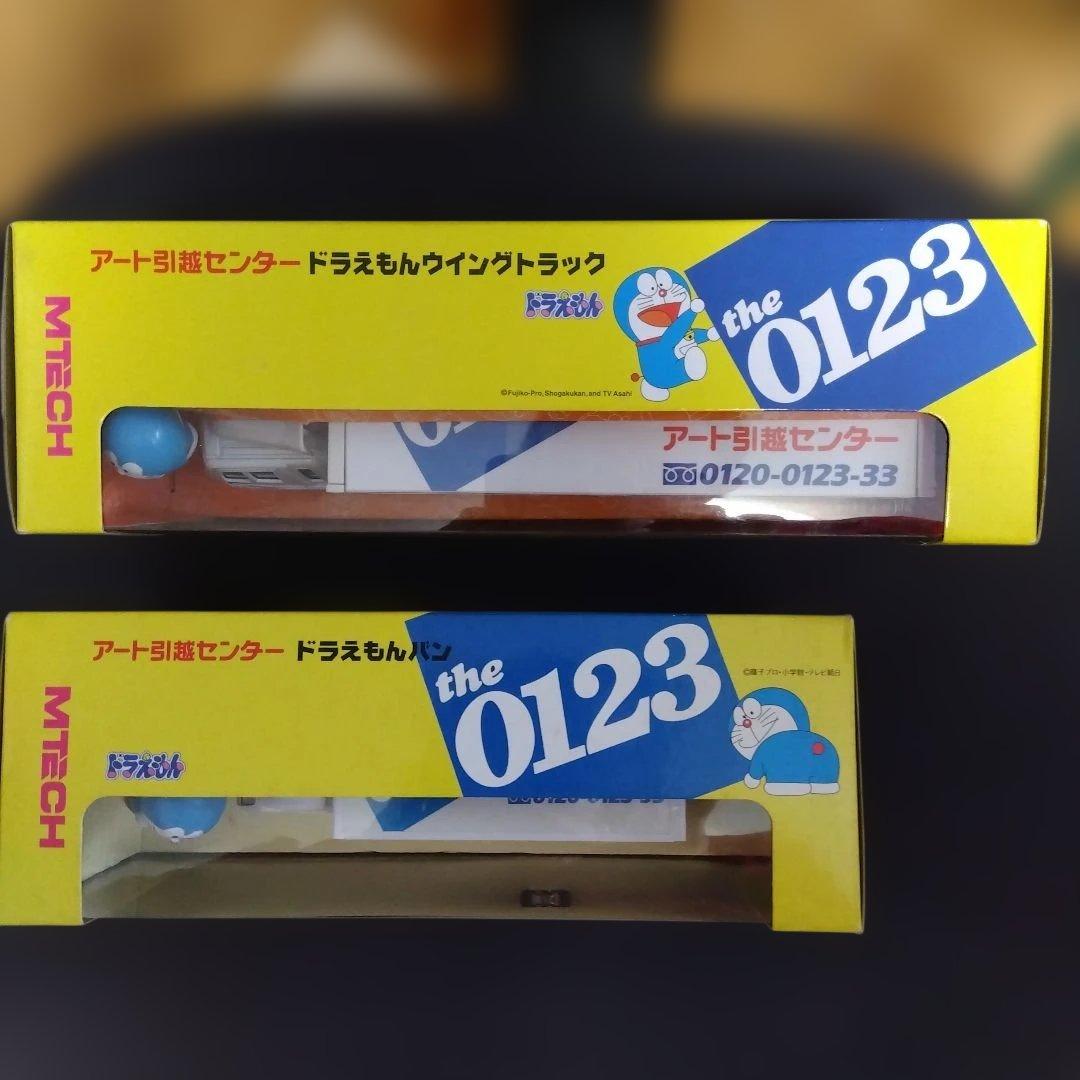 アート引越センター ドラえもんウイングトラック
ドラえもん
the
0123
MTECH
©Fujiko-Pro, Shogakukan, and TV Asahi
アート引越センター
0120-0123-33
アート引越センター ドラえもんバン
the
0123
©藤子プロ・小学館・テレビ朝日
MTECH
ドラえもん
0120-0123-33